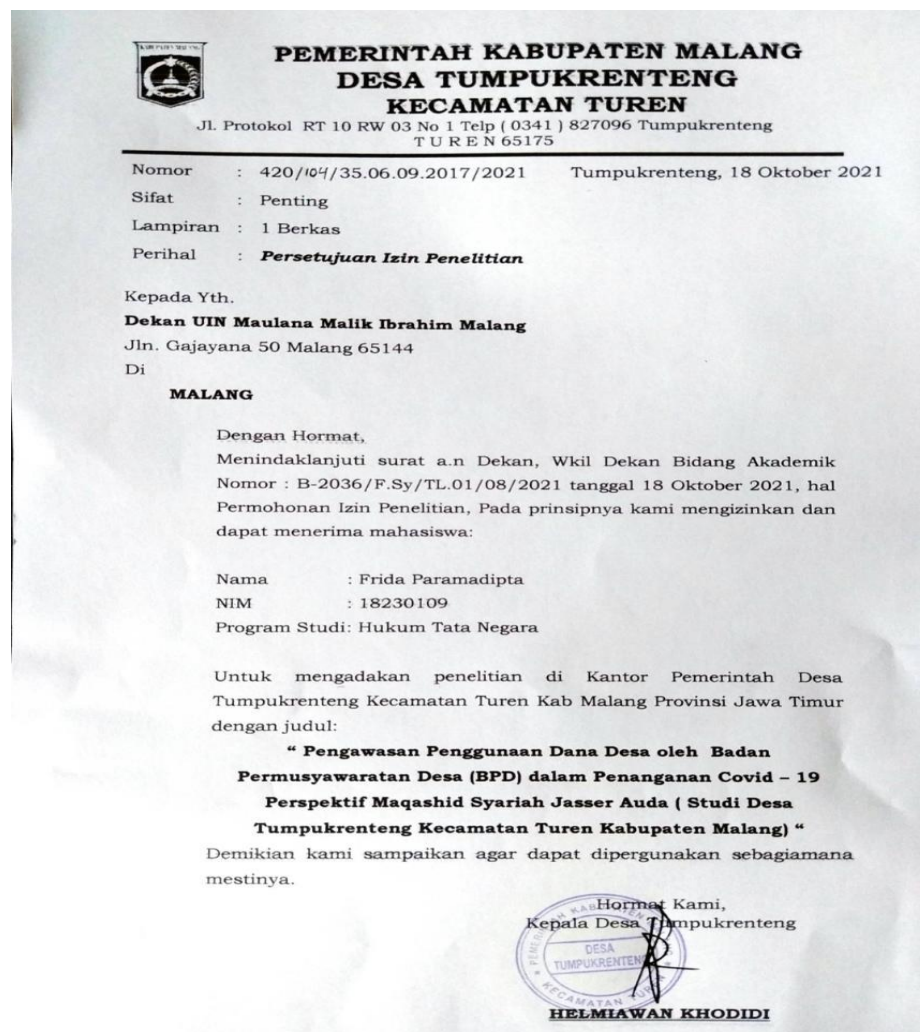 KABUPATEN MALANG
PEMERINTAH KABUPATEN MALANG
DESA TUMPUKRENTENG
KECAMATAN TUREN
Jl. Protokol RT 10 RW 03 No 1 Telp ( 0341 ) 827096 Tumpukrenteng
T U R E N 65175
Nomor : 420/104/35.06.09.2017/2021 Tumpukrenteng, 18 Oktober 2021
Sifat : Penting
Lampiran : 1 Berkas
Perihal : Persetujuan Izin Penelitian
Kepada Yth.
Dekan UIN Maulana Malik Ibrahim Malang
Jln. Gajayana 50 Malang 65144
Di
MALANG
Dengan Hormat,
Menindaklanjuti surat a.n Dekan, Wkil Dekan Bidang Akademik
Nomor : B-2036/F.Sy/TL.01/08/2021 tanggal 18 Oktober 2021, hal
Permohonan Izin Penelitian, Pada prinsipnya kami mengizinkan dan
dapat menerima mahasiswa:
Nama : Frida Paramadipta
NIM : 18230109
Program Studi: Hukum Tata Negara
Untuk mengadakan penelitian di Kantor Pemerintah Desa
Tumpukrenteng Kecamatan Turen Kab Malang Provinsi Jawa Timur
dengan judul:
“ Pengawasan Penggunaan Dana Desa oleh Badan
Permusyawaratan Desa (BPD) dalam Penanganan Covid – 19
Perspektif Maqashid Syariah Jasser Auda ( Studi Desa
Tumpukrenteng Kecamatan Turen Kabupaten Malang) “
Demikian kami sampaikan agar dapat dipergunakan sebagiamana
mestinya.
Hormat Kami,
Kepala Desa Tumpukrenteng
DESA
TUMPUKRENTENG
KECAMATAN TUREN
HELMIAWAN KHODIDI